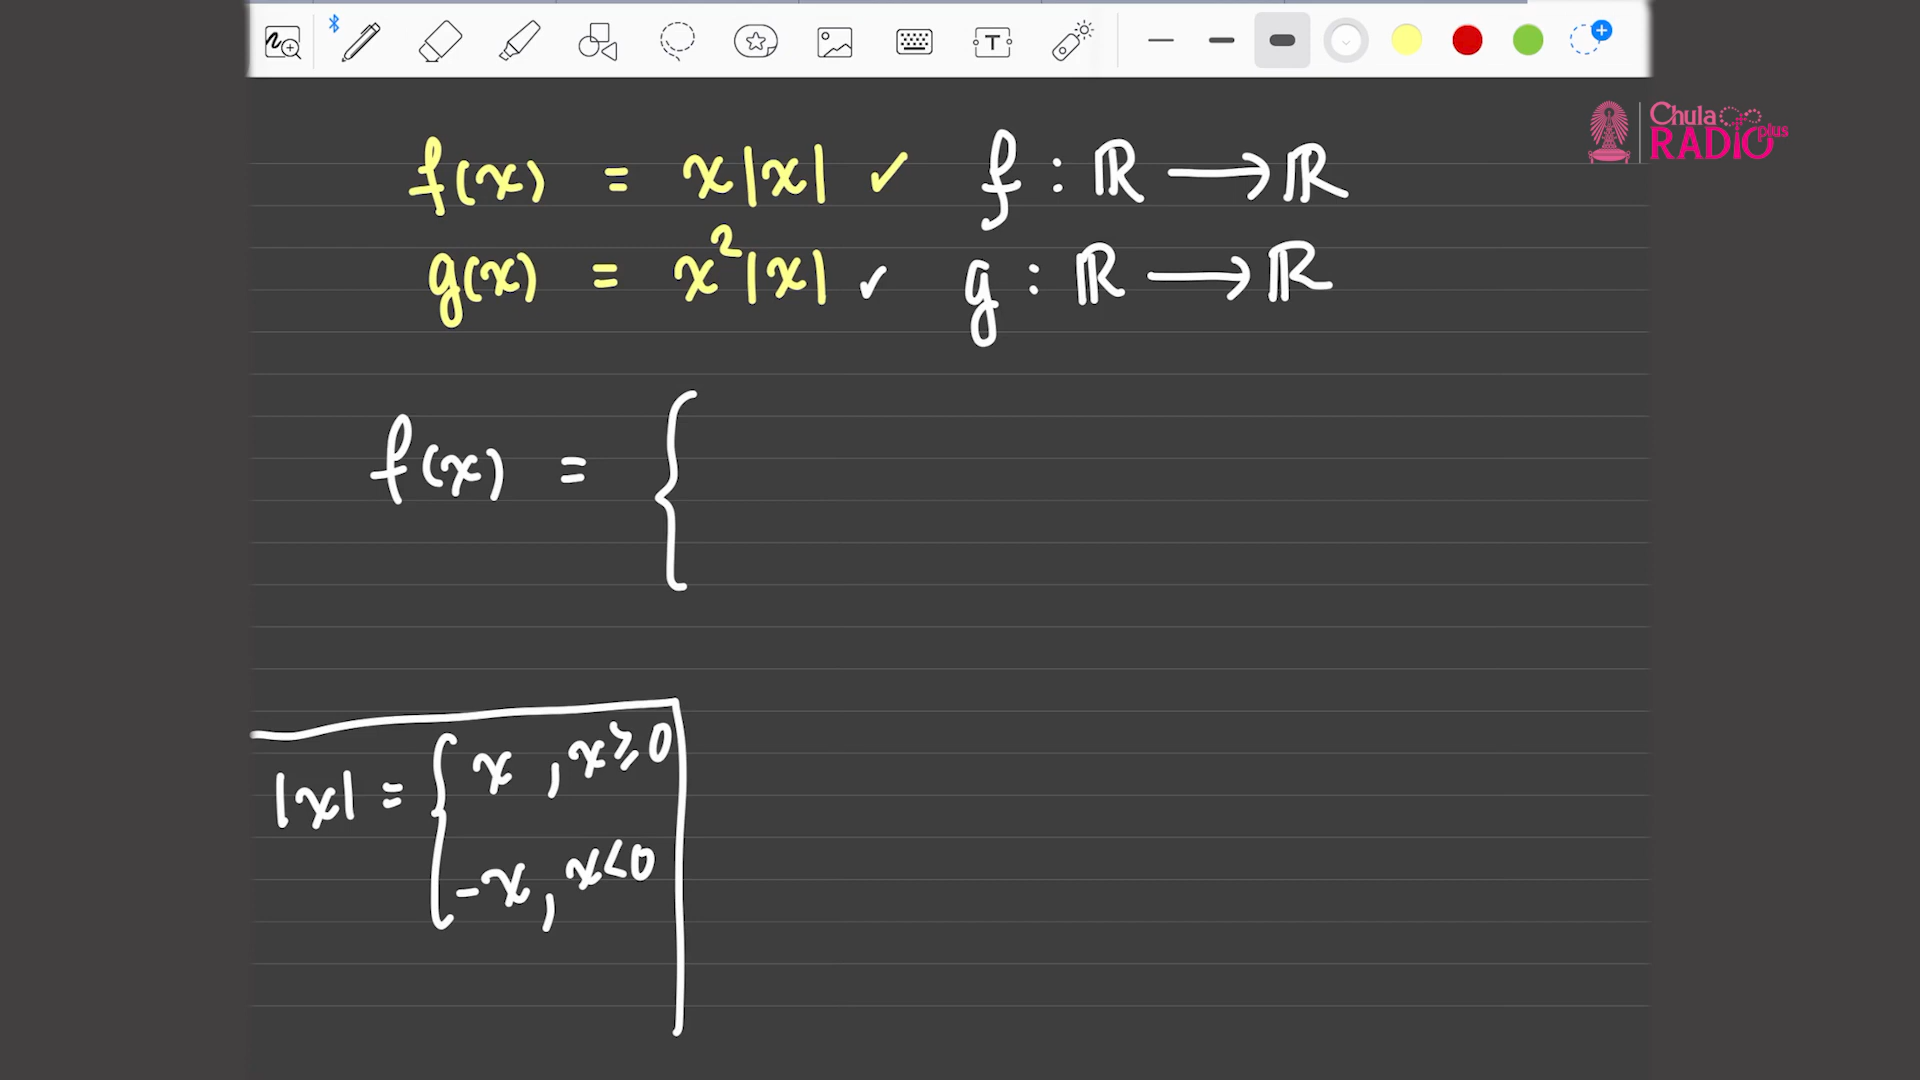 Chula
RADIO plus
f(x) = x|x| ✓ f : ℝ ⟶ ℝ
g(x) = x²|x| ✓ g : ℝ ⟶ ℝ
f(x) = {
|x| = { x , x ≥ 0
-x , x < 0
T